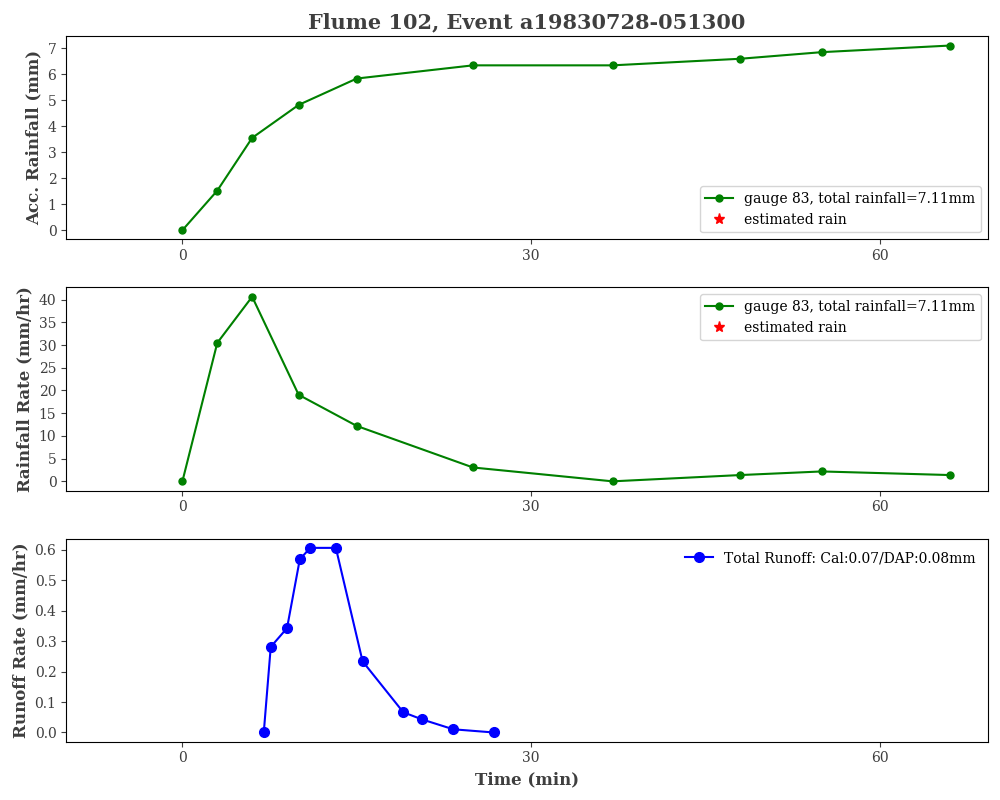 Flume 102, Event a19830728-051300
Acc. Rainfall (mm)
7
6
5
4
3
2
1
0
gauge 83, total rainfall=7.11mm
estimated rain
0 30 60
Rainfall Rate (mm/hr)
40
35
30
25
20
15
10
5
0
gauge 83, total rainfall=7.11mm
estimated rain
0 30 60
Runoff Rate (mm/hr)
0.6
0.5
0.4
0.3
0.2
0.1
0.0
Total Runoff: Cal:0.07/DAP:0.08mm
0 30 60
Time (min)